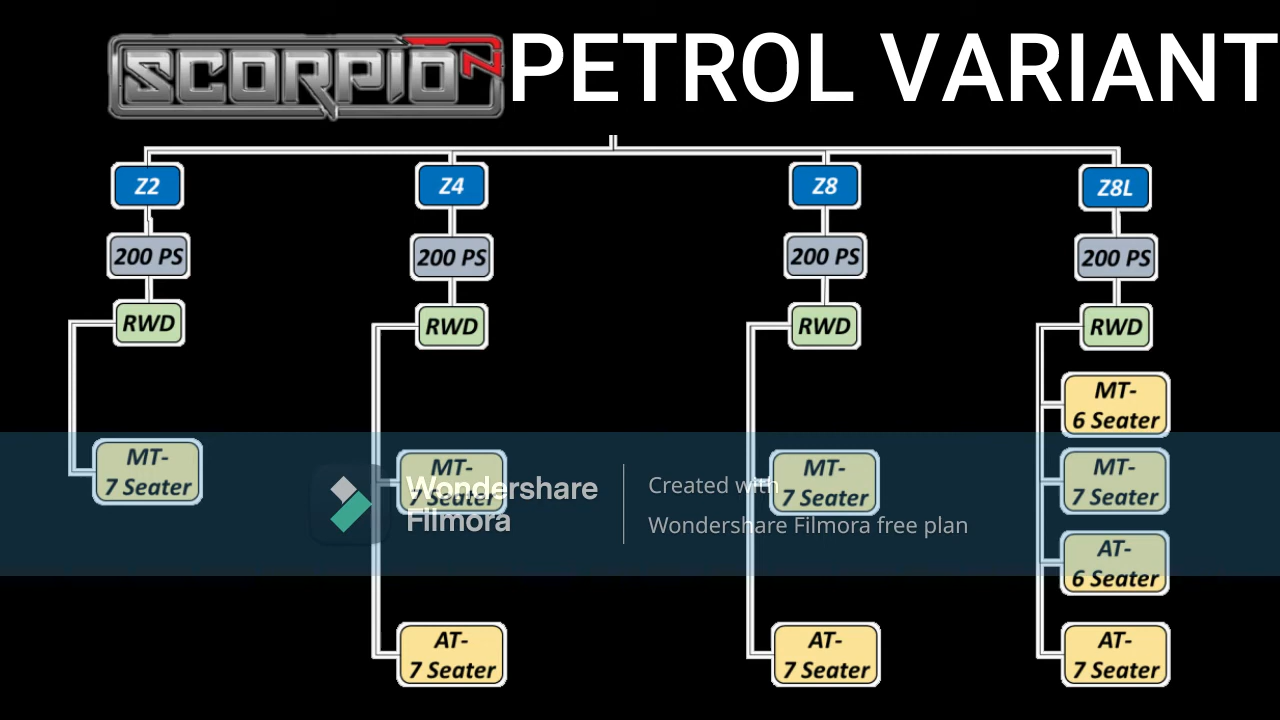 SCORPIO N PETROL VARIANT
Z2
Z4
Z8
Z8L
200 PS
200 PS
200 PS
200 PS
RWD
RWD
RWD
RWD
MT-
6 Seater
MT-
7 Seater
MT-
7 Seater
MT-
7 Seater
MT-
7 Seater
AT-
6 Seater
AT-
7 Seater
AT-
7 Seater
AT-
7 Seater
Wondershare
Filmora
Created with
Wondershare Filmora free plan